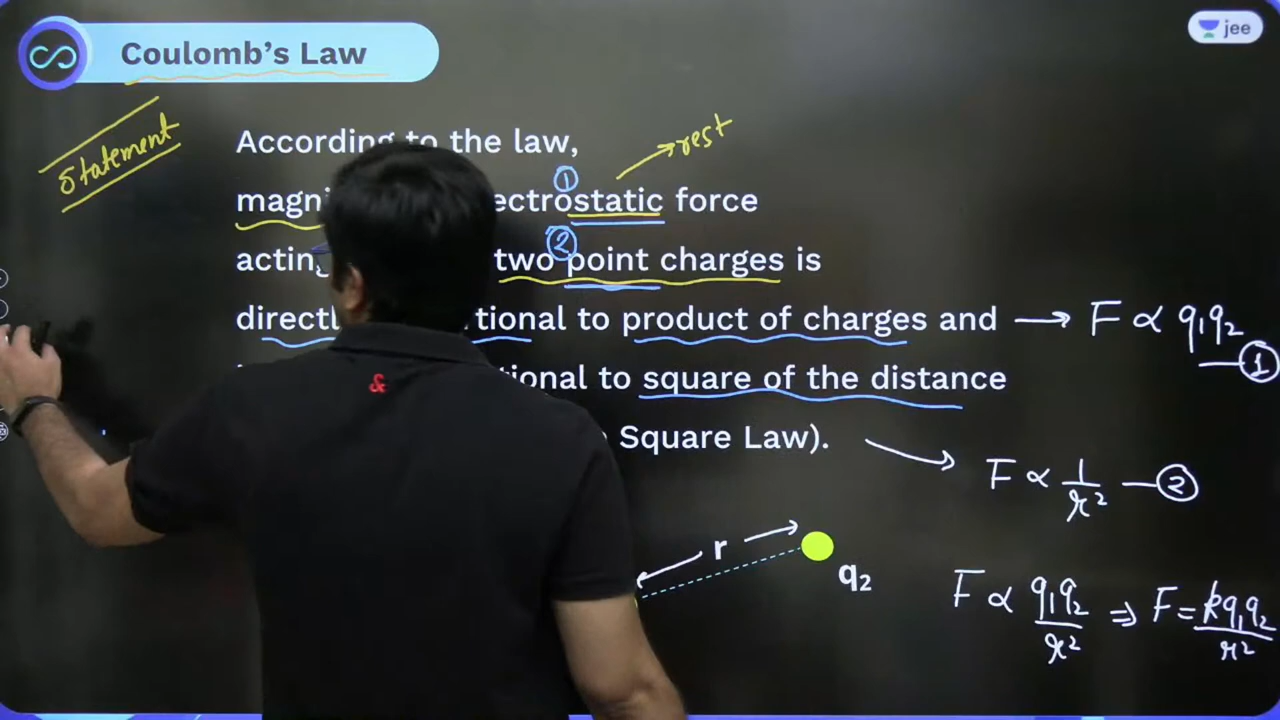 Coulomb's Law
jee
Statement
According to the law,
rest
①
magni ectrostatic force
②
actin two point charges is
directl tional to product of charges and → F ∝ q₁q₂ —①
tional to square of the distance
Square Law).
F ∝ 1/r² —②
r
q₂
F ∝ q₁q₂/r² ⇒ F = kq₁q₂/r²
&